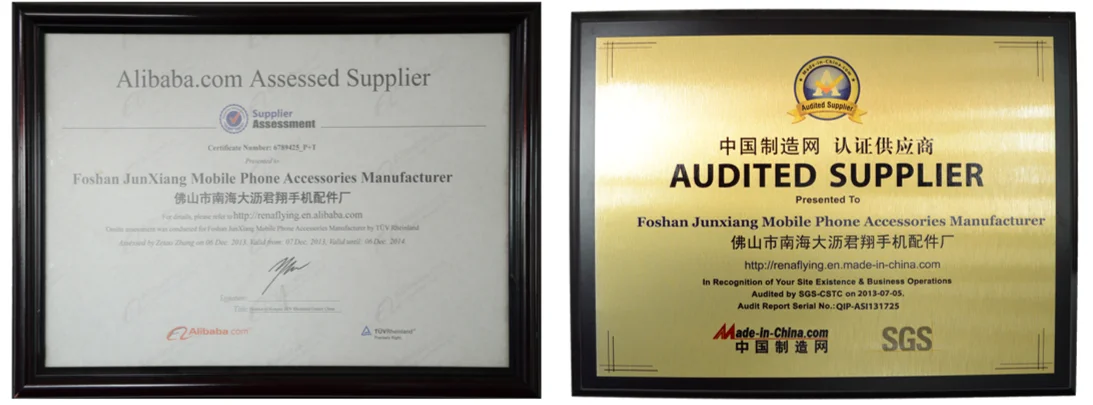 Alibaba.com Assessed Supplier
Supplier
Assessment
Certificate Number: 6789425_P+T
Presented to
Foshan JunXiang Mobile Phone Accessories Manufacturer
佛山市南海大沥君翔手机配件厂
For details, please refer to http://renaflying.en.alibaba.com
Onsite assessment was conducted for Foshan JunXiang Mobile Phone Accessories Manufacturer by TÜV Rheinland
Assessed by Zeniu Zhang on 06 Dec. 2013, Valid from: 07 Dec. 2013, Valid until: 06 Dec. 2014
Signature:
Title:
Alibaba.com
TÜVRheinland
Made-in-China.com
Audited Supplier
中国制造网 认证供应商
AUDITED SUPPLIER
Presented To
Foshan Junxiang Mobile Phone Accessories Manufacturer
佛山市南海大沥君翔手机配件厂
http://renaflying.en.made-in-china.com
In Recognition of Your Site Existence & Business Operations
Audited by SGS-CSTC on 2013-07-05.
Audit Report Serial No.:QIP-ASI131725
Made-in-China.com
中国制造网
SGS